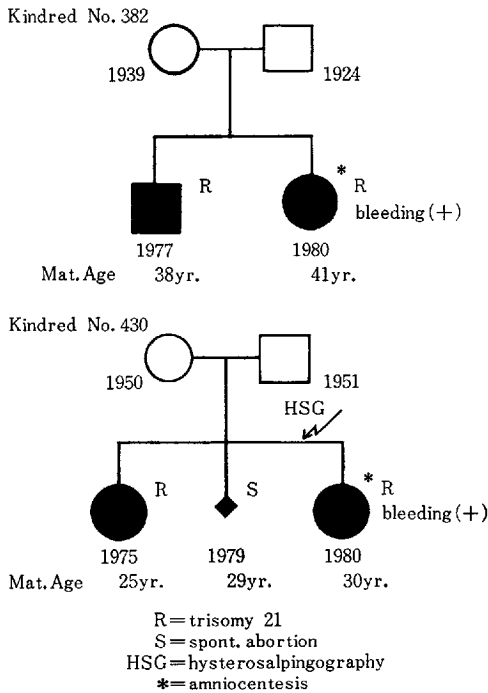 Kindred No. 382
1939 1924
R
* R
bleeding (+)
1977 1980
Mat. Age 38yr. 41yr.
Kindred No. 430
1950 1951
HSG
R S * R
bleeding (+)
1975 1979 1980
Mat. Age 25yr. 29yr. 30yr.
R=trisomy 21
S=spont. abortion
HSG=hysterosalpingography
*=amniocentesis